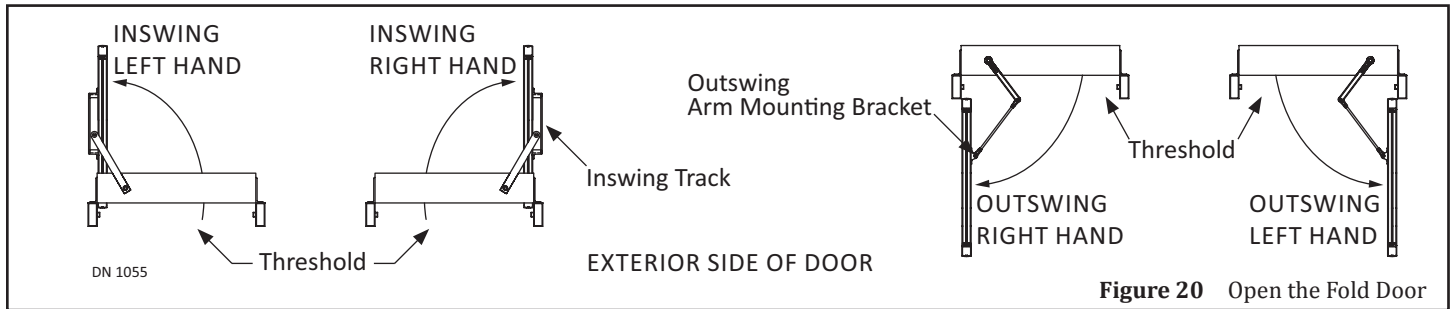 INSWING
LEFT HAND
INSWING
RIGHT HAND
Inswing Track
Threshold
DN 1055
EXTERIOR SIDE OF DOOR
Outswing
Arm Mounting Bracket
Threshold
OUTSWING
RIGHT HAND
OUTSWING
LEFT HAND
Figure 20 Open the Fold Door